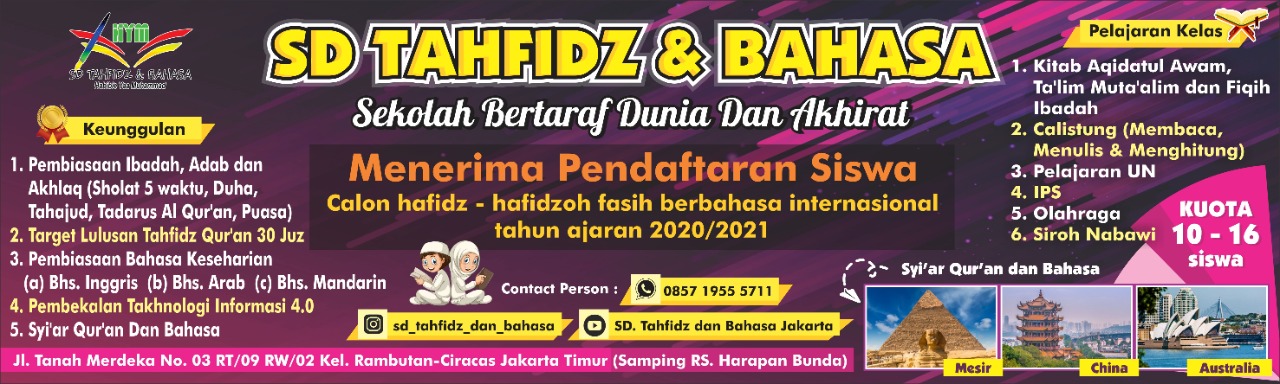 HYM
SD TAHFIDZ & BAHASA
Habibie Yas Muhammad
SD TAHFIDZ & BAHASA
Sekolah Bertaraf Dunia Dan Akhirat
Menerima Pendaftaran Siswa
Calon hafidz - hafidzoh fasih berbahasa internasional
tahun ajaran 2020/2021
Keunggulan
1. Pembiasaan Ibadah, Adab dan
Akhlaq (Sholat 5 waktu, Duha,
Tahajud, Tadarus Al Qur'an, Puasa)
2. Target Lulusan Tahfidz Qur'an 30 Juz
3. Pembiasaan Bahasa Keseharian
(a) Bhs. Inggris (b) Bhs. Arab (c) Bhs. Mandarin
4. Pembekalan Takhnologi Informasi 4.0
5. Syi'ar Qur'an Dan Bahasa
Contact Person : 0857 1955 5711
sd_tahfidz_dan_bahasa
SD. Tahfidz dan Bahasa Jakarta
Pelajaran Kelas
1. Kitab Aqidatul Awam,
Ta'lim Muta'alim dan Fiqih
Ibadah
2. Calistung (Membaca,
Menulis & Menghitung)
3. Pelajaran UN
4. IPS
5. Olahraga
6. Siroh Nabawi
KUOTA
10 - 16
siswa
Syi'ar Qur'an dan Bahasa
Mesir
China
Australia
Jl. Tanah Merdeka No. 03 RT/09 RW/02 Kel. Rambutan-Ciracas Jakarta Timur (Samping RS. Harapan Bunda)